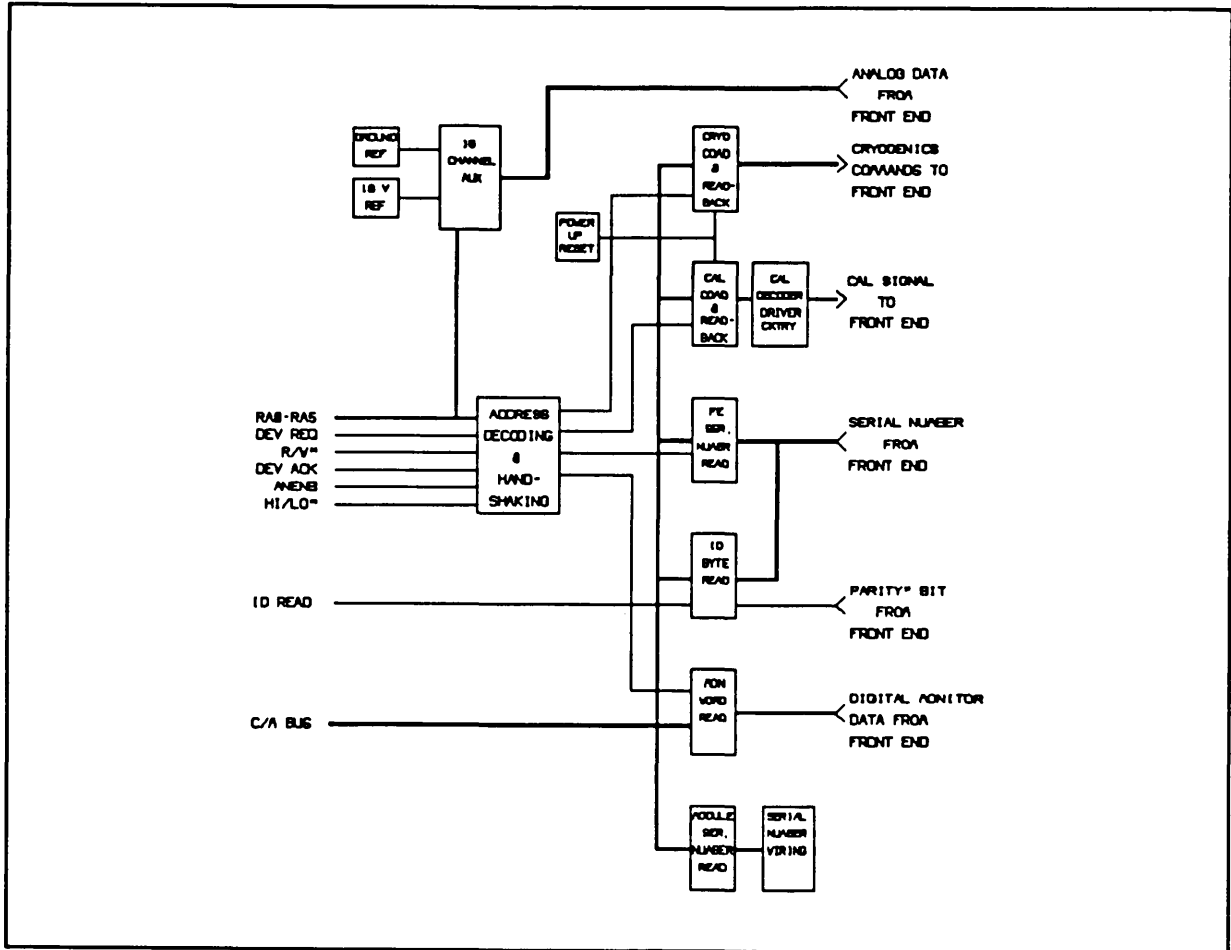 ANALOG DATA
FROM
FRONT END
GROUND
REF
16
CHANNEL
MUX
10 V
REF
CRYO
COMD
&
READ-
BACK
CRYOGENICS
COMMANDS TO
FRONT END
POWER
UP
RESET
CAL
COMD
&
READ-
BACK
CAL
DECODER
DRIVER
CKTRY
CAL SIGNAL
TO
FRONT END
RA0-RA5
DEV REQ
R/W*
DEV ACK
ANENB
HI/LO*
ADDRESS
DECODING
&
HAND-
SHAKING
FE
SER.
NUMBR
READ
SERIAL NUMBER
FROM
FRONT END
ID
BYTE
READ
ID READ
PARITY* BIT
FROM
FRONT END
MON
WORD
READ
C/M BUS
DIGITAL MONITOR
DATA FROM
FRONT END
MODULE
SER.
NUMBER
READ
SERIAL
NUMBER
WIRING